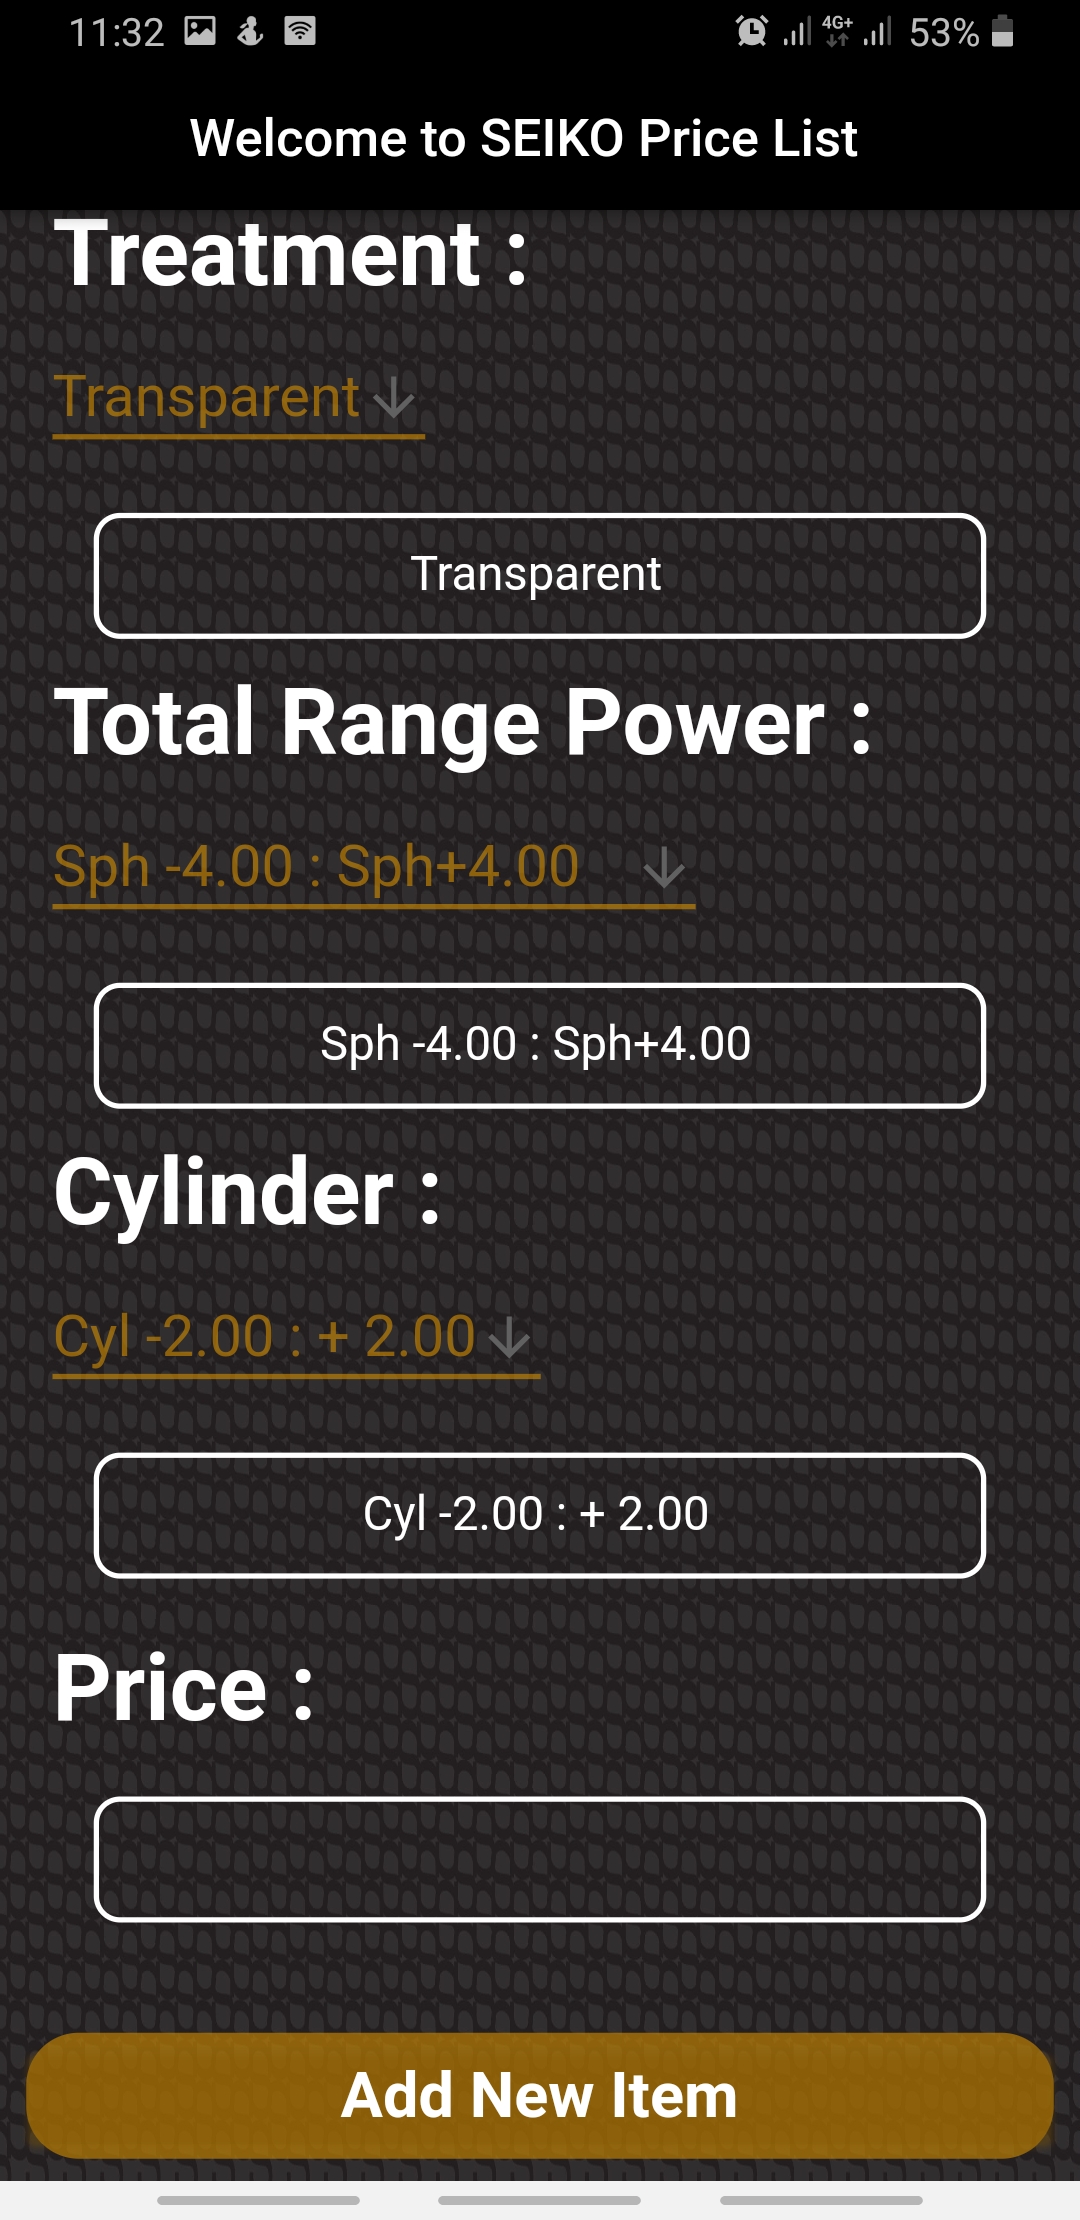 11:32 4G+ 53%
Welcome to SEIKO Price List
Treatment :
Transparent
Transparent
Total Range Power :
Sph -4.00 : Sph+4.00
Sph -4.00 : Sph+4.00
Cylinder :
Cyl -2.00 : + 2.00
Cyl -2.00 : + 2.00
Price :
Add New Item